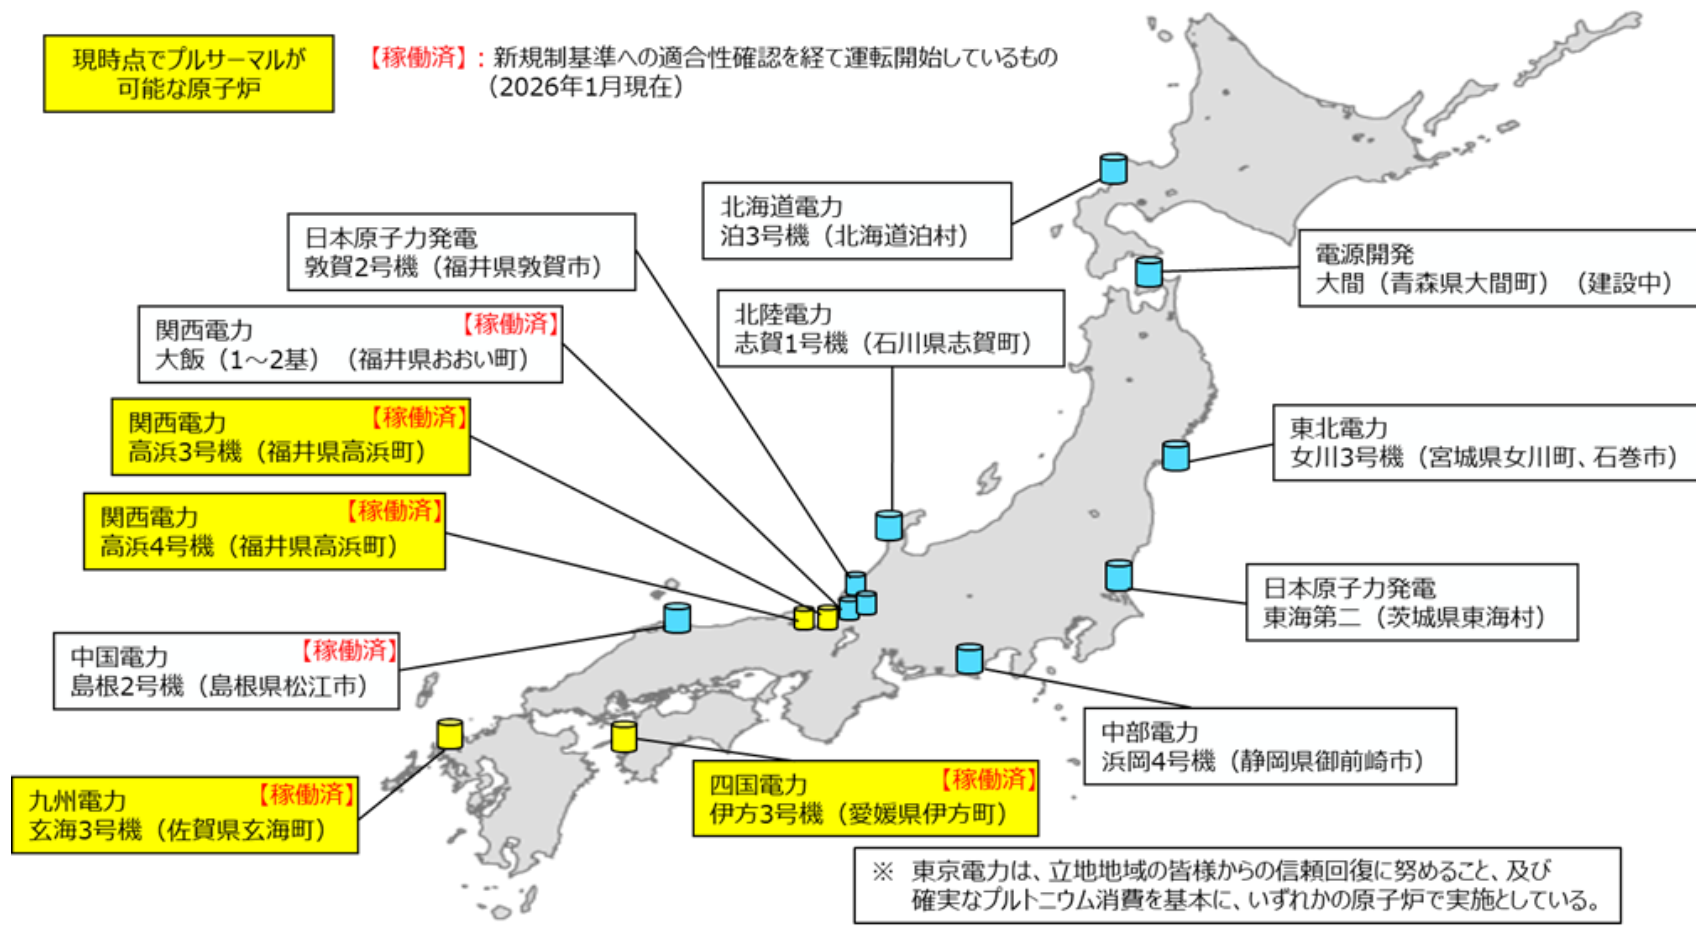 現時点でプルサーマルが
可能な原子炉
【稼働済】：新規制基準への適合性確認を経て運転開始しているもの
（2026年1月現在）
北海道電力
泊3号機（北海道泊村）
日本原子力発電
敦賀2号機（福井県敦賀市）
電源開発
大間（青森県大間町）（建設中）
北陸電力
志賀1号機（石川県志賀町）
関西電力 【稼働済】
大飯（1～2基）（福井県おおい町）
関西電力 【稼働済】
高浜3号機（福井県高浜町）
東北電力
女川3号機（宮城県女川町、石巻市）
関西電力 【稼働済】
高浜4号機（福井県高浜町）
日本原子力発電
東海第二（茨城県東海村）
中国電力 【稼働済】
島根2号機（島根県松江市）
中部電力
浜岡4号機（静岡県御前崎市）
四国電力 【稼働済】
伊方3号機（愛媛県伊方町）
九州電力 【稼働済】
玄海3号機（佐賀県玄海町）
※ 東京電力は、立地地域の皆様からの信頼回復に努めること、及び
確実なプルトニウム消費を基本に、いずれかの原子炉で実施としている。